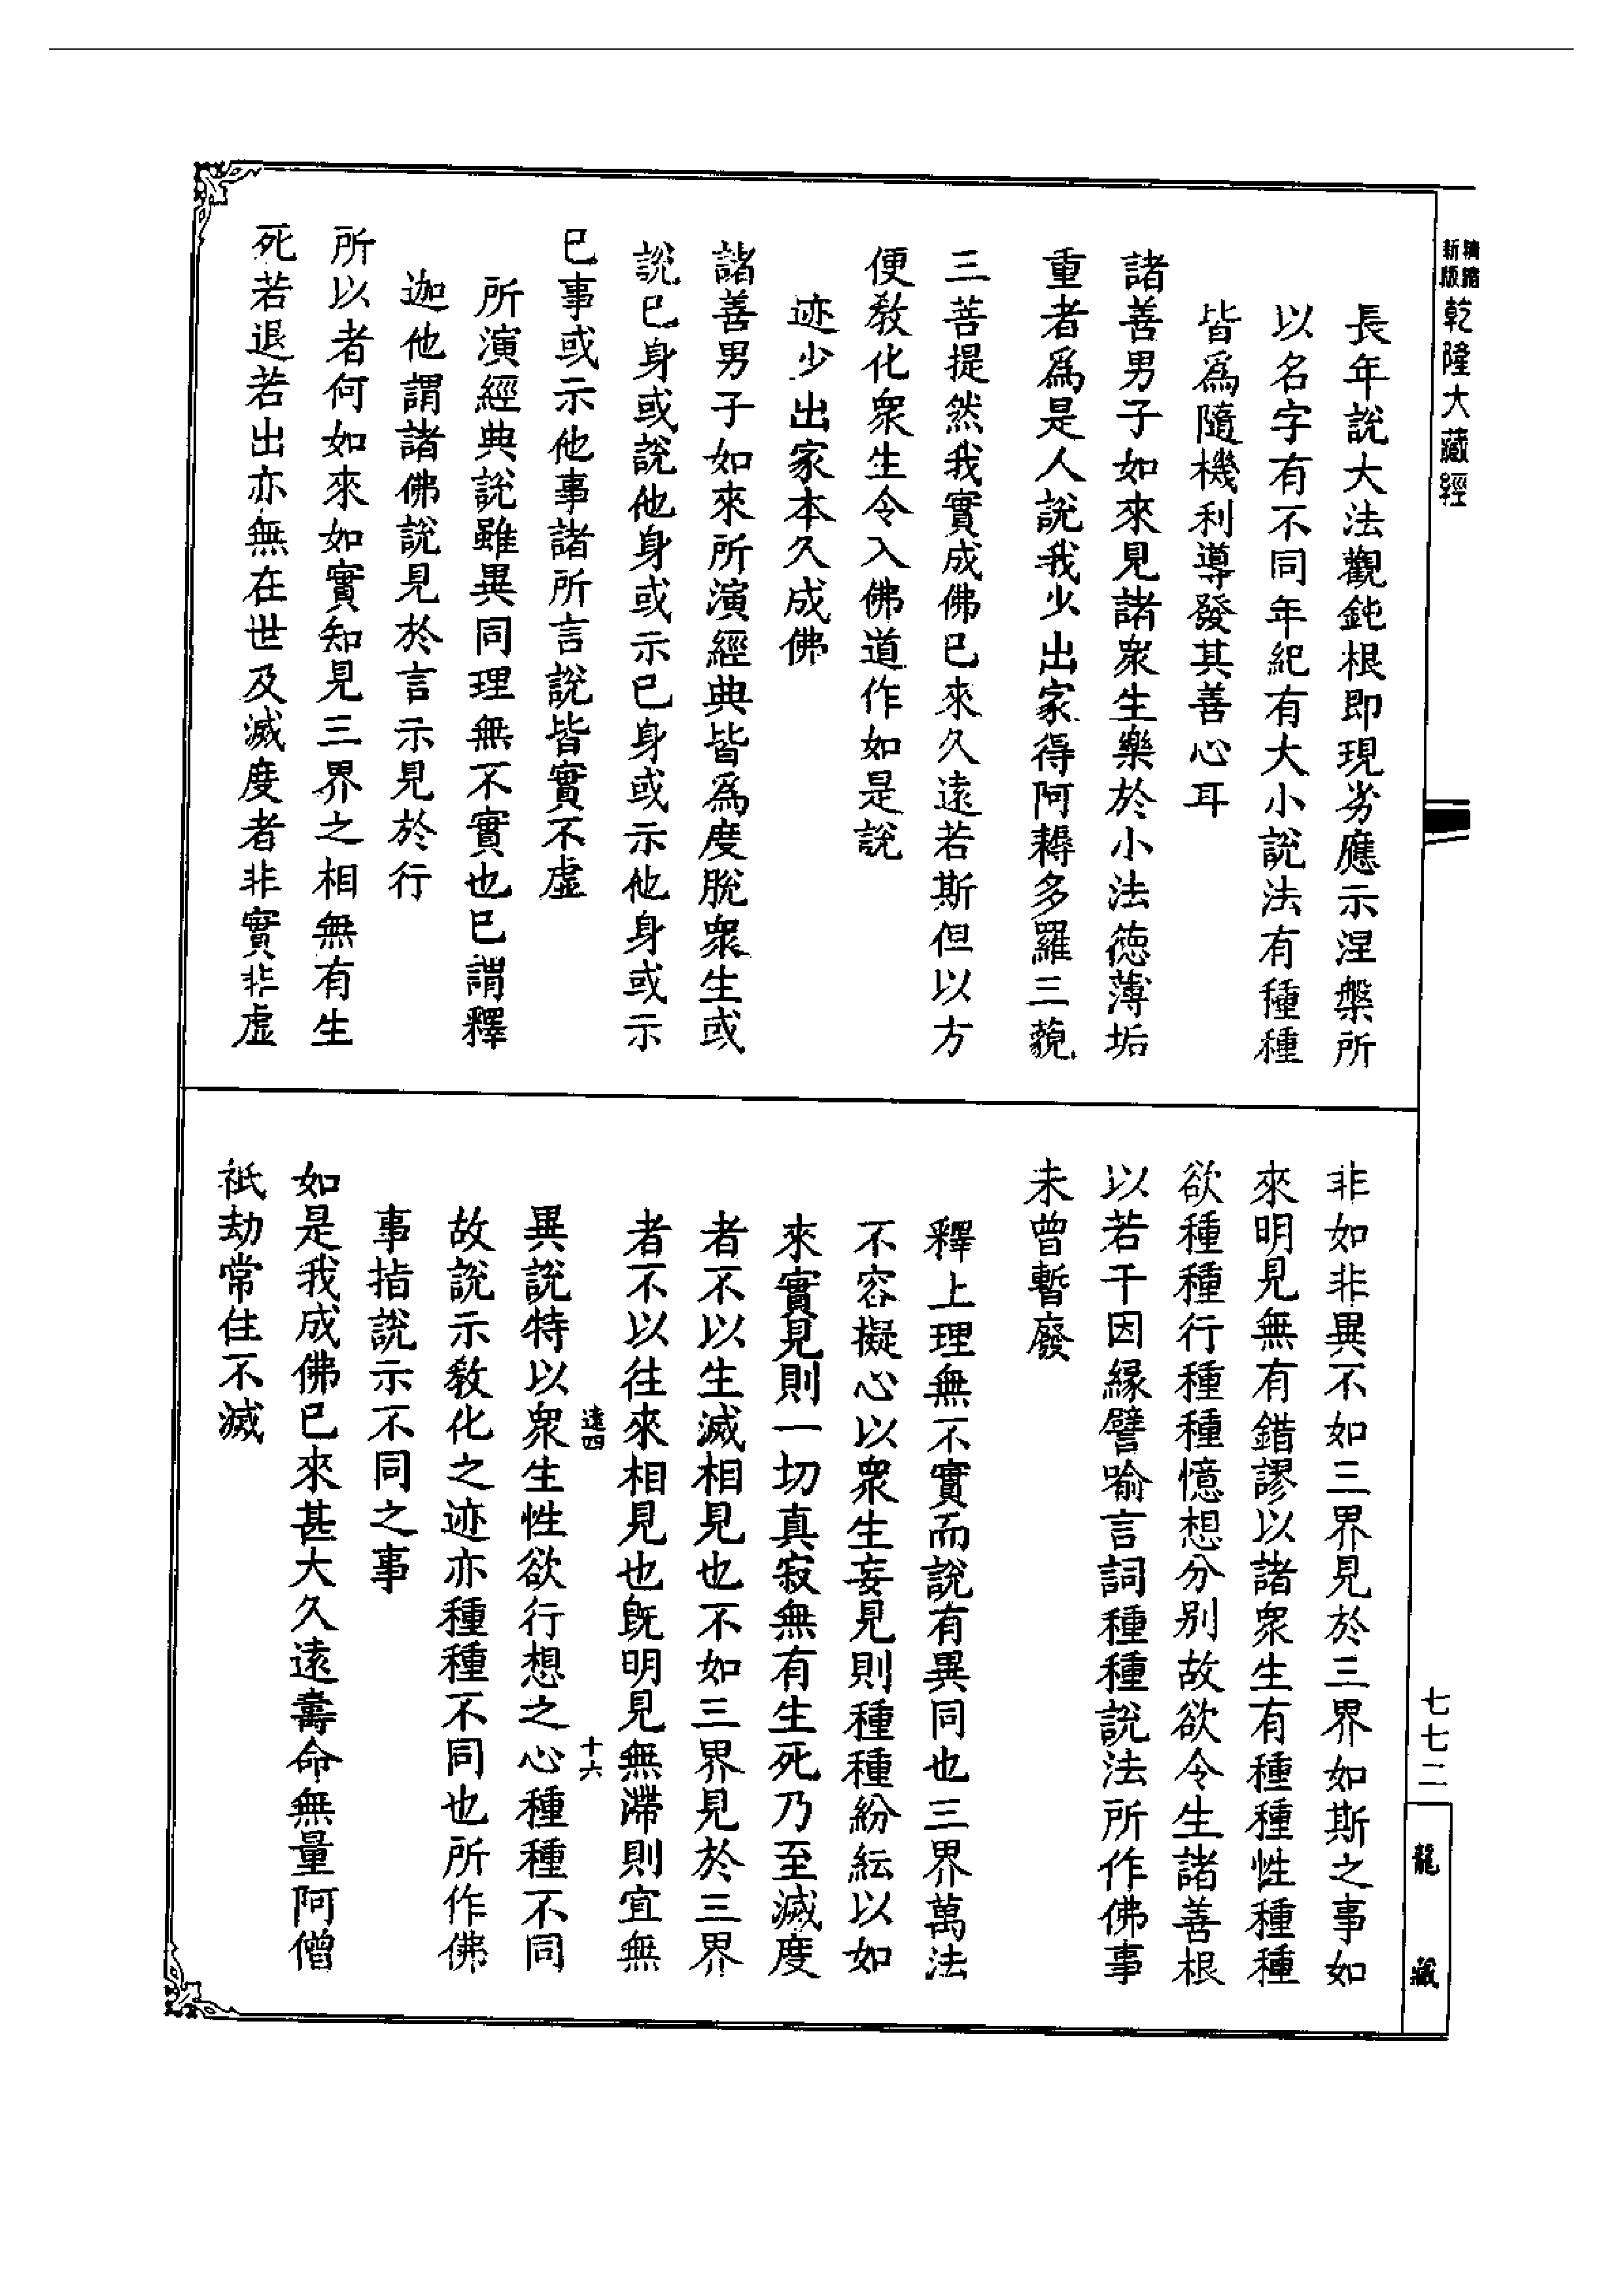 新版
精縮
乾隆大藏經
長年說大法觀鈍根即現劣應示涅槃所
以名字有不同年紀有大小說法有種種
皆爲隨機利導發其善心耳
諸善男子如來見諸衆生樂於小法德薄垢
重者爲是人說我少出家得阿耨多羅三藐
三菩提然我實成佛已來久遠若斯但以方
便教化衆生令入佛道作如是說
迹少出家本久成佛
諸善男子如來所演經典皆爲度脫衆生或
說已身或說他身或示已身或示他身或示
已事或示他事諸所言說皆實不虛
所演經典說雖異同理無不實也已謂釋
迦他謂諸佛說見於言示見於行
所以者何如來如實知見三界之相無有生
死若退若出亦無在世及滅度者非實非虛
非如非異不如三界見於三界如斯之事如
來明見無有錯謬以諸衆生有種種性種種
欲種種行種種憶想分别故欲令生諸善根
以若干因緣譬喻言詞種種說法所作佛事
未曾暫廢
釋上理無不實而說有異同也三界萬法
不容擬心以衆生妄見則種種紛紜以如
來實見則一切真寂無有生死乃至滅度
者不以生滅相見也不如三界見於三界
者不以往來相見也旣明見無滯則宜無
遠四
十六
異說特以衆生性欲行想之心種種不同
故說示教化之迹亦種種不同也所作佛
事指說示不同之事
如是我成佛已來甚大久遠壽命無量阿僧
祇劫常住不滅
七七二
龍藏